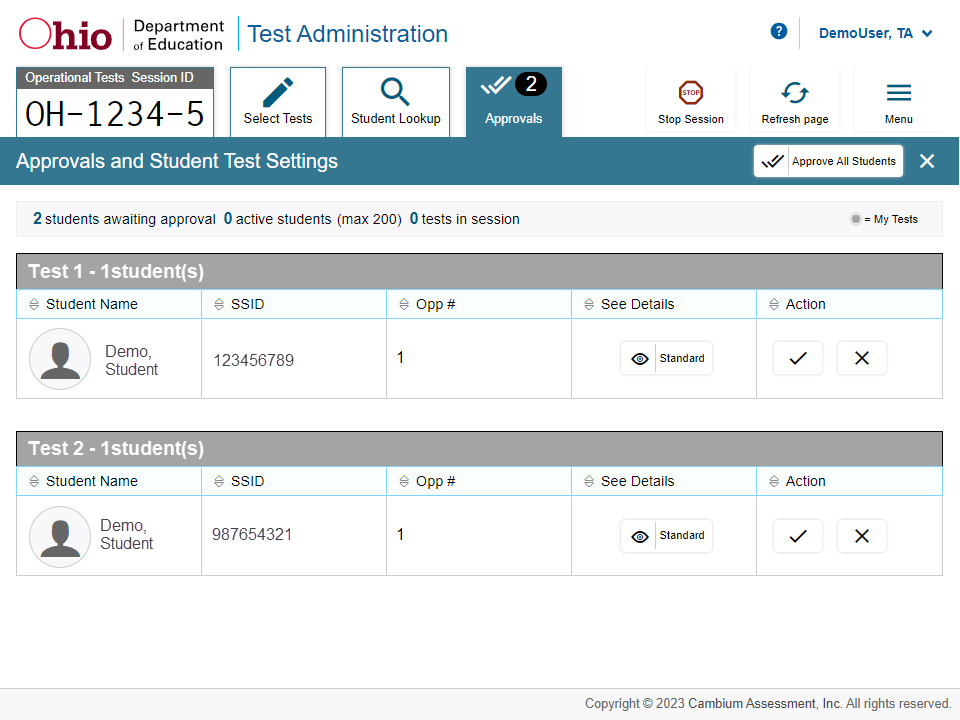 Ohio Department of Education Test Administration ? DemoUser, TA
Operational Tests Session ID
OH-1234-5
Select Tests
Student Lookup
2
Approvals
STOP
Stop Session
Refresh page
Menu
Approvals and Student Test Settings
Approve All Students
2 students awaiting approval 0 active students (max 200) 0 tests in session
= My Tests
Test 1 - 1student(s)
Student Name SSID Opp # See Details Action
Demo,
Student
123456789 1 Standard
Test 2 - 1student(s)
Student Name SSID Opp # See Details Action
Demo,
Student
987654321 1 Standard
Copyright © 2023 Cambium Assessment, Inc. All rights reserved.